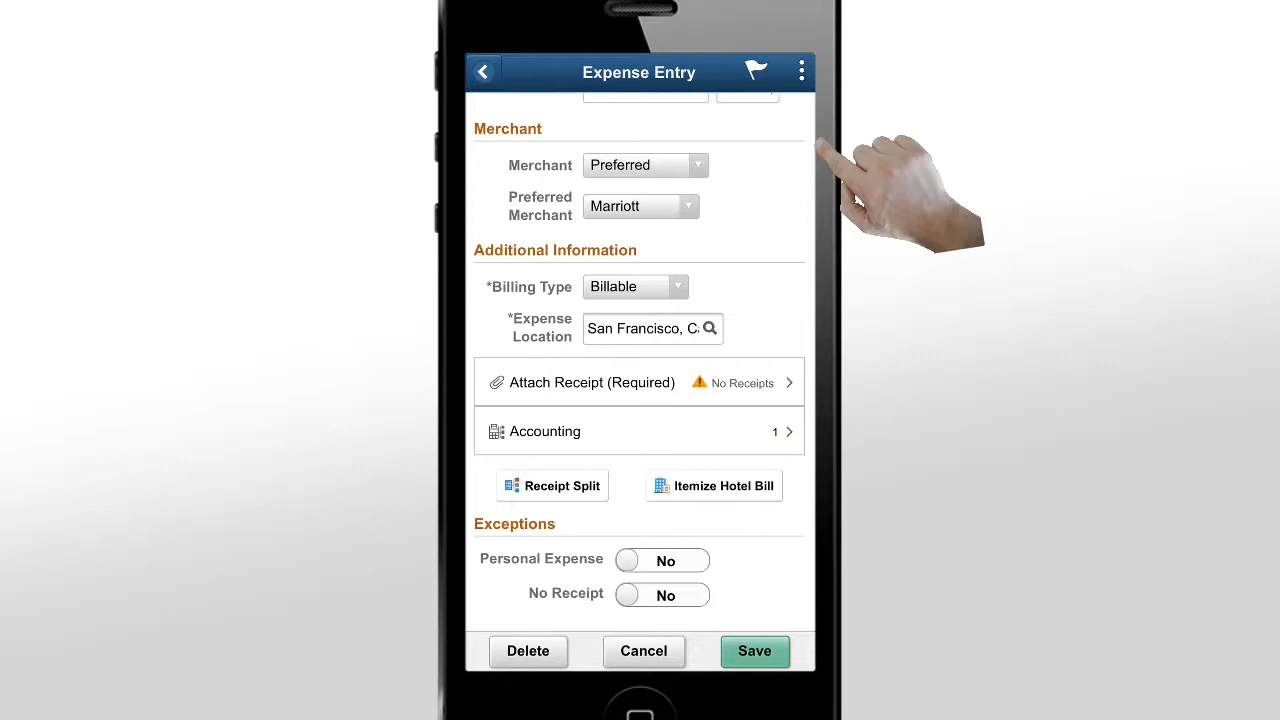 Expense Entry
Merchant
Merchant Preferred
Preferred Merchant Marriott
Additional Information
*Billing Type Billable
*Expense Location San Francisco, C
Attach Receipt (Required) No Receipts
Accounting 1
Receipt Split Itemize Hotel Bill
Exceptions
Personal Expense No
No Receipt No
Delete Cancel Save